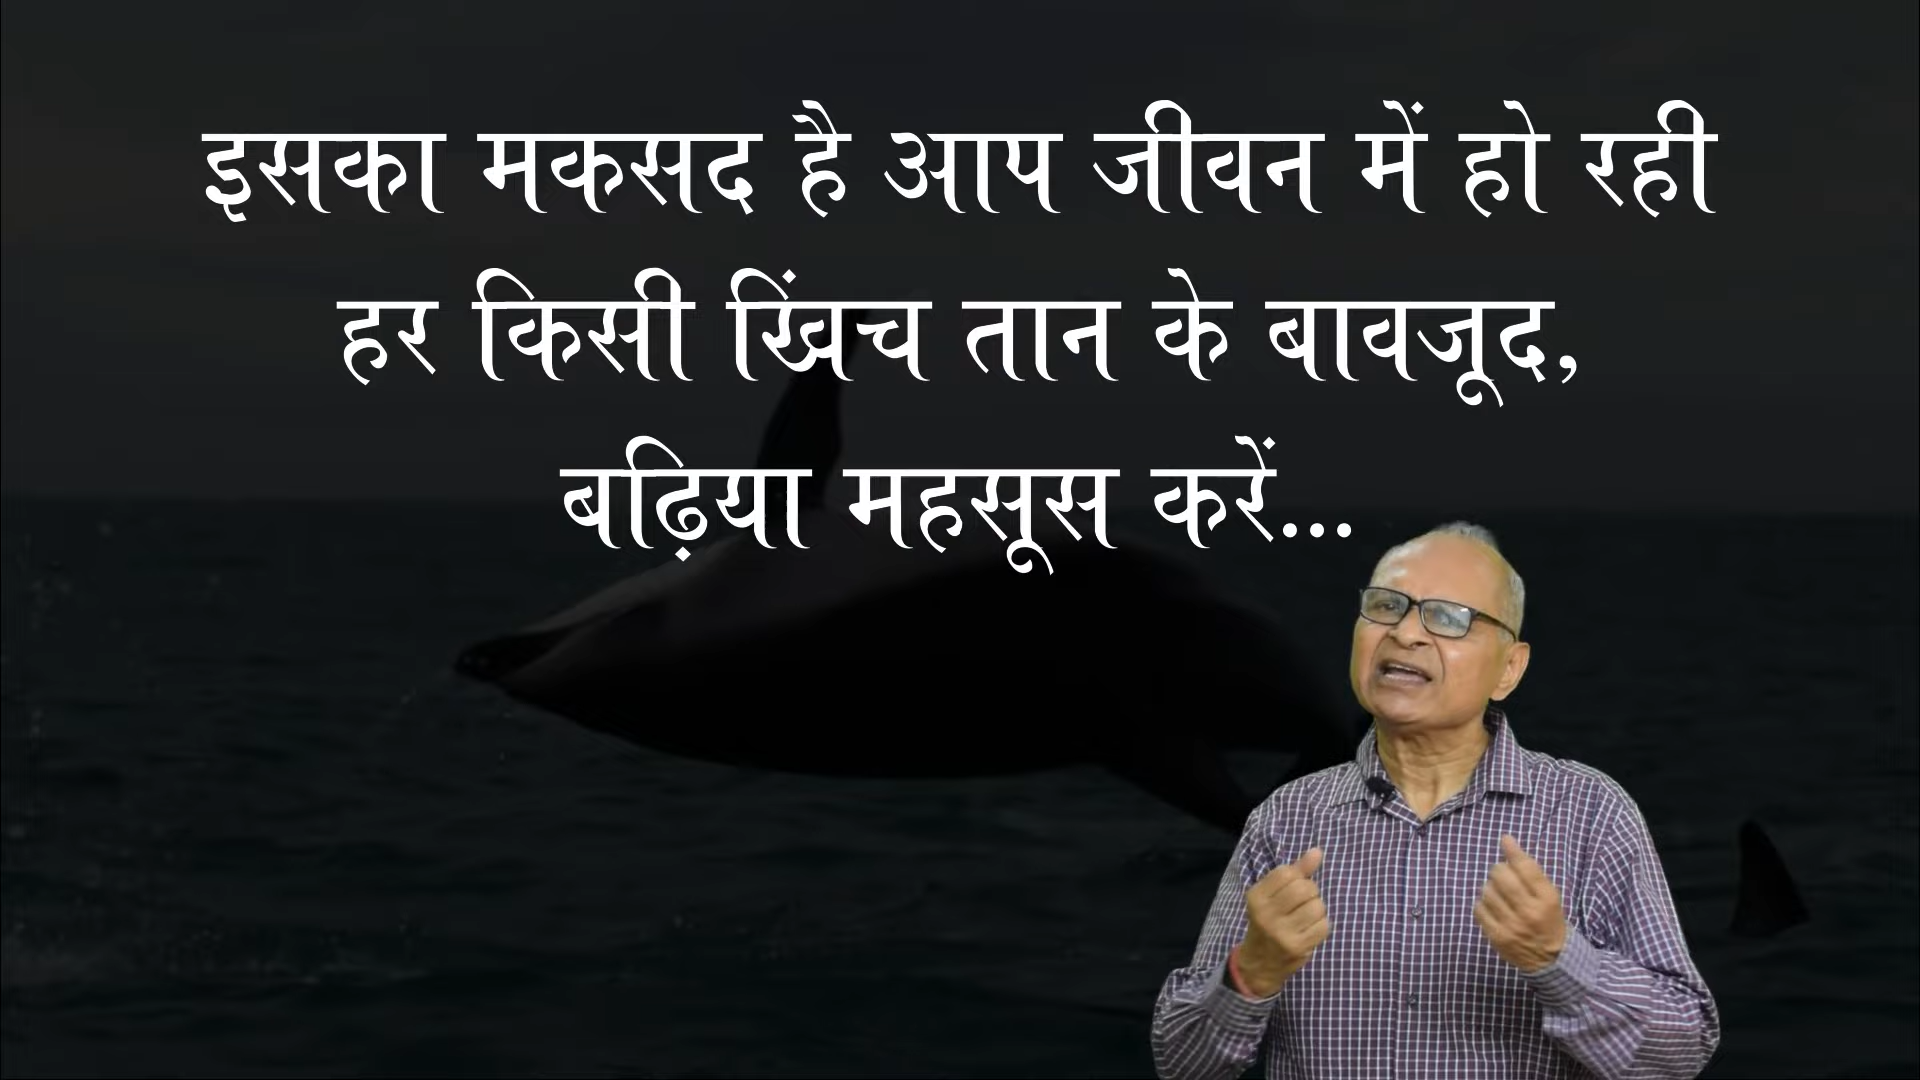 इसका मकसद है आप जीवन में हो रही
हर किसी खिंच तान के बावजूद,
बढ़िया महसूस करें...